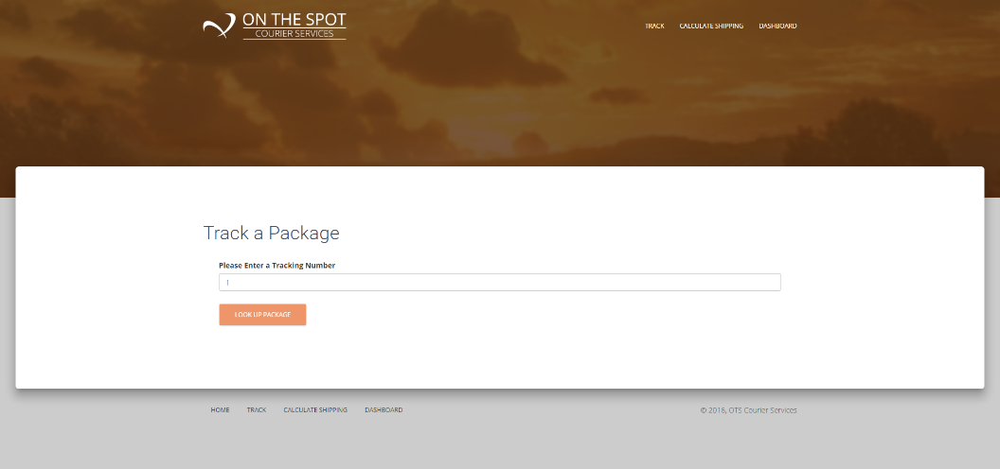 ON THE SPOT
COURIER SERVICES
TRACK CALCULATE SHIPPING DASHBOARD
Track a Package
Please Enter a Tracking Number
1
LOOK UP PACKAGE
HOME TRACK CALCULATE SHIPPING DASHBOARD © 2016, OTS Courier Services